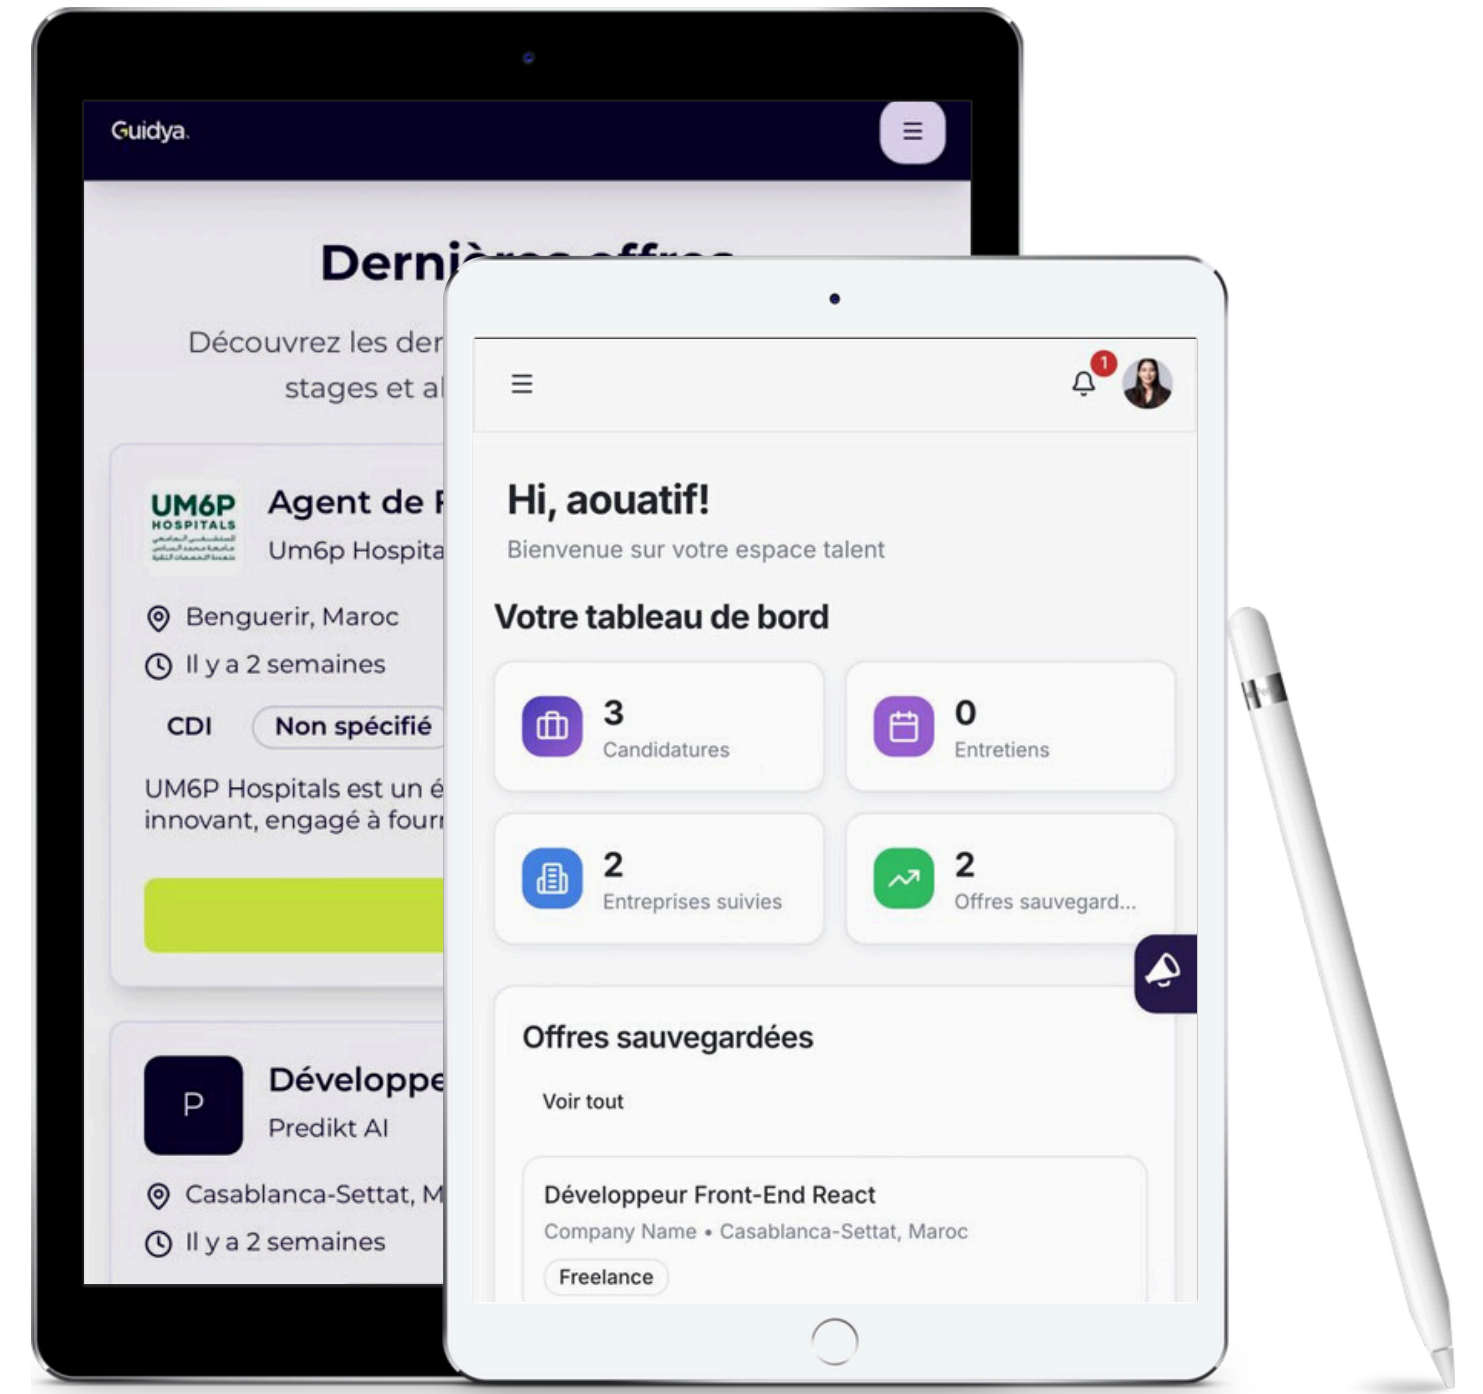 Guidya.
Dernières offres
Découvrez les der
stages et al
UM6P
HOSPITALS
Agent de
Um6p Hospita
Benguerir, Maroc
Il y a 2 semaines
CDI
Non spécifié
UM6P Hospitals est un é
innovant, engagé à four
P
Développe
Predikt AI
Casablanca-Settat, M
Il y a 2 semaines
1
Hi, aouatif!
Bienvenue sur votre espace talent
Votre tableau de bord
3
Candidatures
0
Entretiens
2
Entreprises suivies
2
Offres sauvegard...
Offres sauvegardées
Voir tout
Développeur Front-End React
Company Name • Casablanca-Settat, Maroc
Freelance